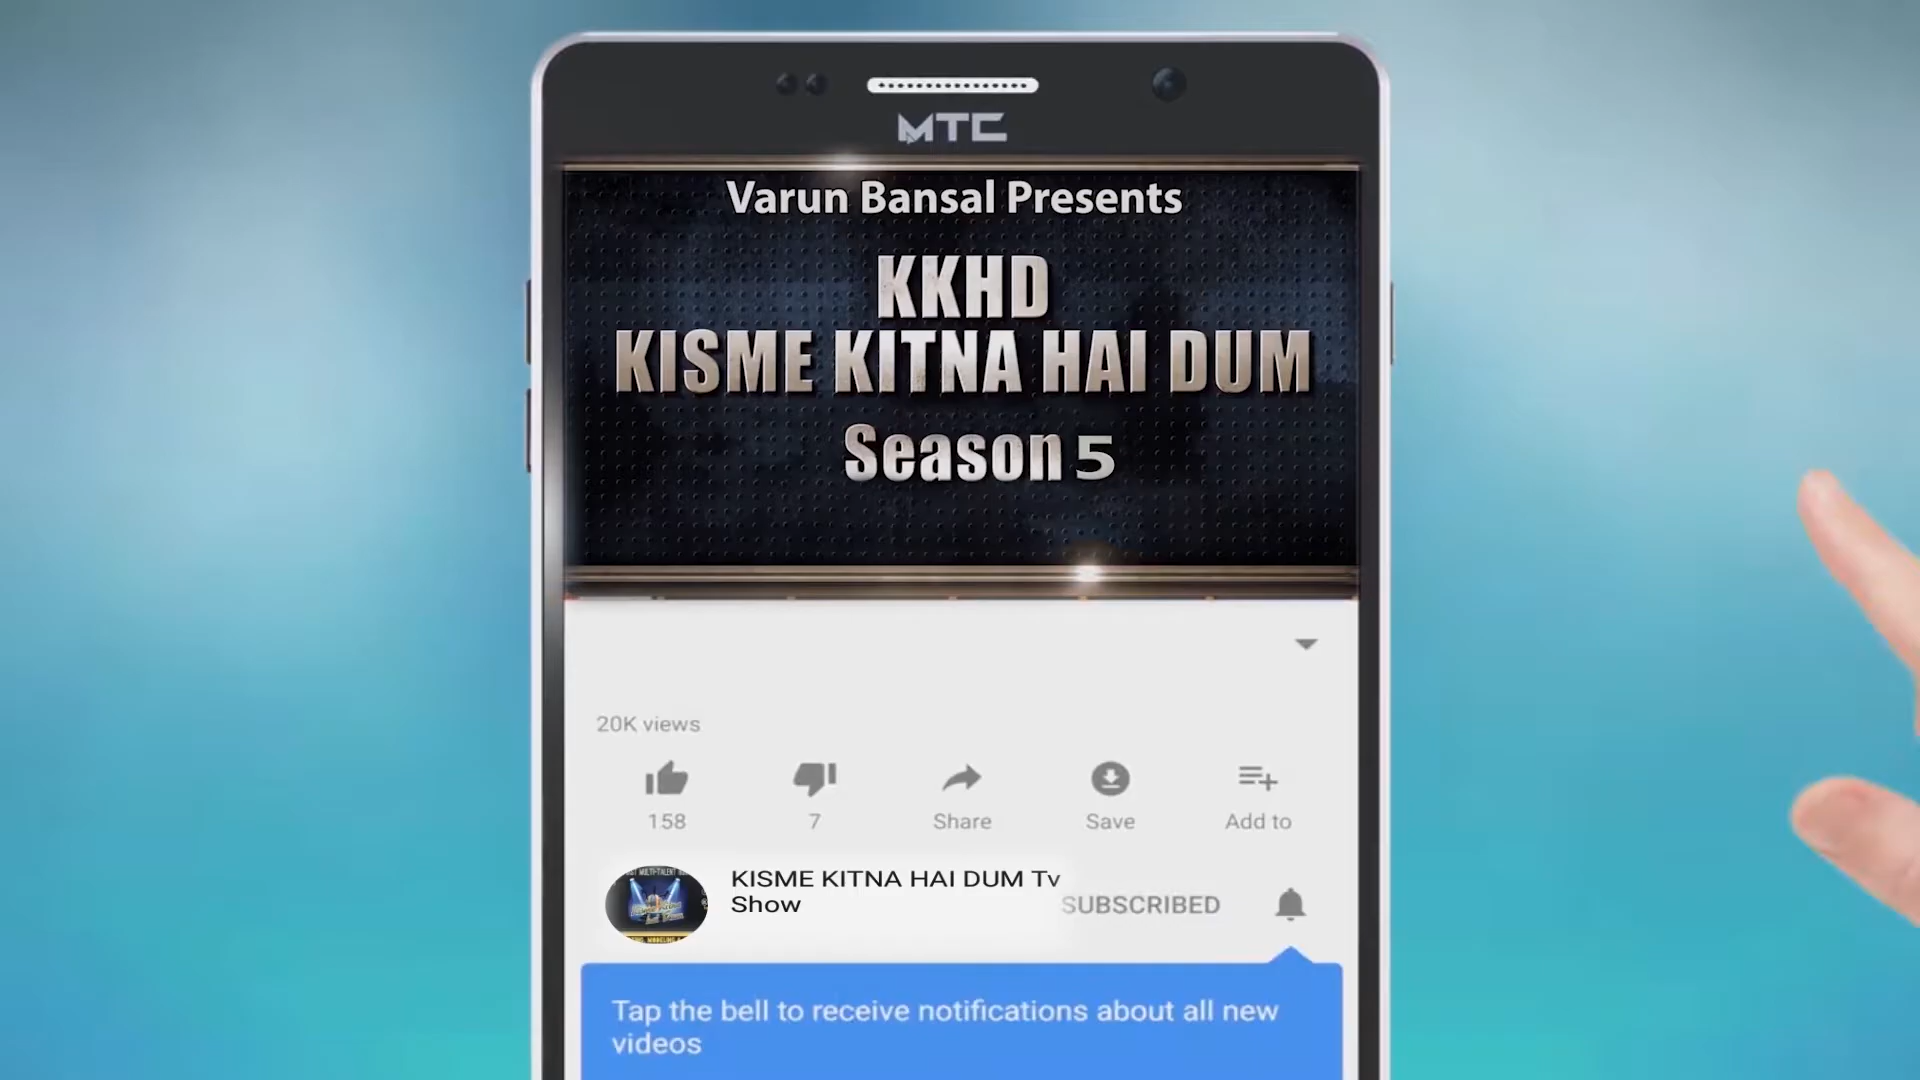 MTC
Varun Bansal Presents
KKHD
KISME KITNA HAI DUM
Season 5
20K views
158
7
Share
Save
Add to
KISME KITNA HAI DUM Tv
Show
SUBSCRIBED
Tap the bell to receive notifications about all new
videos